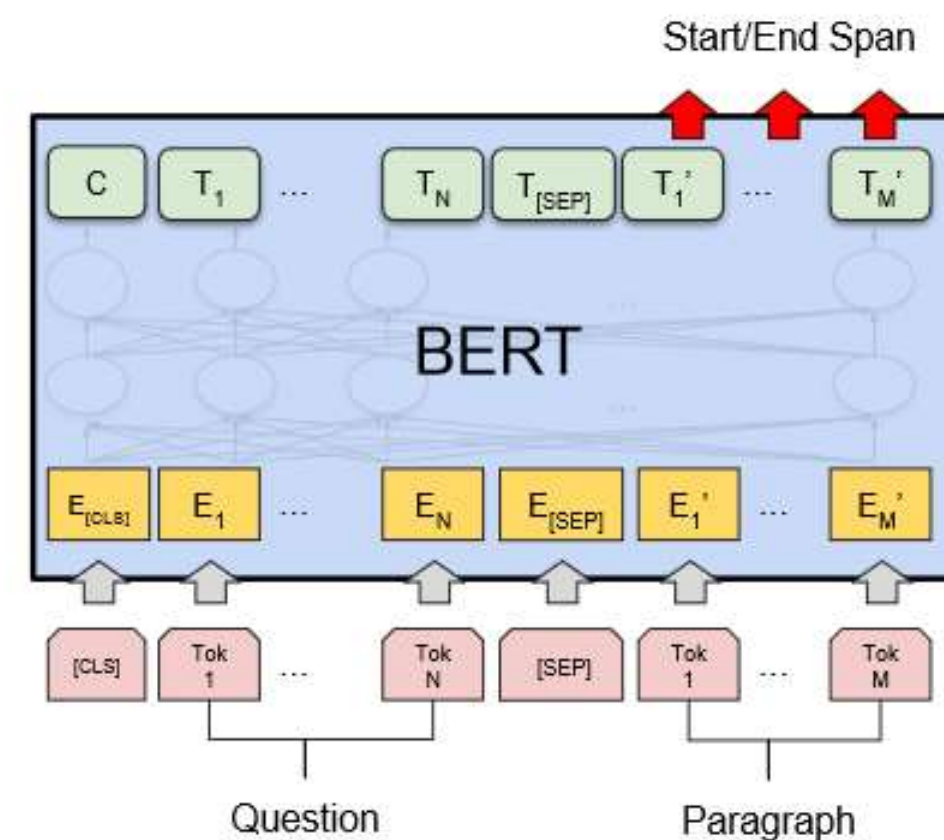 Start/End Span
C T1 ... TN T[SEP] T1’ ... TM’
...
BERT
...
E[CLS] E1 ... EN E[SEP] E1’ ... EM’
[CLS] Tok 1 ... Tok N [SEP] Tok 1 ... Tok M
Question Paragraph